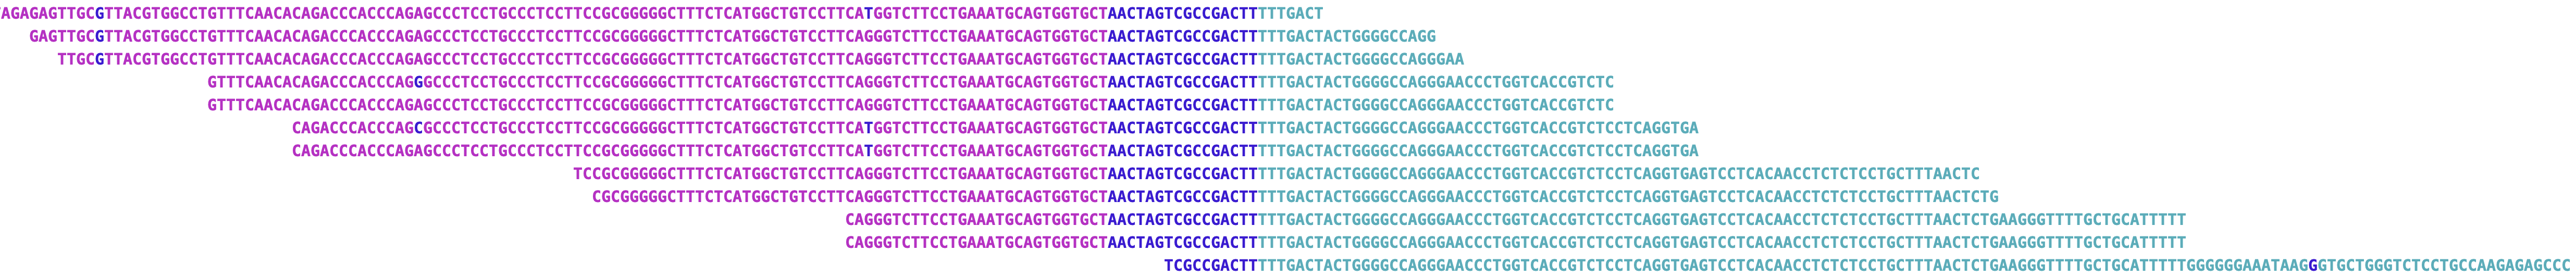 AGAGAGTTGCGTTACGTGGCCTGTTTCAACACAGACCCACCCAGAGCCCTCCTGCCCTCCTTCCGCGGGGGCTTTCTCATGGCTGTCCTTCATGGTCTTCCTGAAATGCAGTGGTGCTAACTAGTCGCCGACTTTTTGACT
GAGTTGCGTTACGTGGCCTGTTTCAACACAGACCCACCCAGAGCCCTCCTGCCCTCCTTCCGCGGGGGCTTTCTCATGGCTGTCCTTCAGGGTCTTCCTGAAATGCAGTGGTGCTAACTAGTCGCCGACTTTTTGACTACTGGGGCCAGG
TTGCGTTACGTGGCCTGTTTCAACACAGACCCACCCAGAGCCCTCCTGCCCTCCTTCCGCGGGGGCTTTCTCATGGCTGTCCTTCAGGGTCTTCCTGAAATGCAGTGGTGCTAACTAGTCGCCGACTTTTTGACTACTGGGGCCAGGGAA
GTTTCAACACAGACCCACCCAGGGCCCTCCTGCCCTCCTTCCGCGGGGGCTTTCTCATGGCTGTCCTTCAGGGTCTTCCTGAAATGCAGTGGTGCTAACTAGTCGCCGACTTTTTGACTACTGGGGCCAGGGAACCCTGGTCACCGTCTC
GTTTCAACACAGACCCACCCAGAGCCCTCCTGCCCTCCTTCCGCGGGGGCTTTCTCATGGCTGTCCTTCAGGGTCTTCCTGAAATGCAGTGGTGCTAACTAGTCGCCGACTTTTTGACTACTGGGGCCAGGGAACCCTGGTCACCGTCTC
CAGACCCACCCAGCGCCCTCCTGCCCTCCTTCCGCGGGGGCTTTCTCATGGCTGTCCTTCATGGTCTTCCTGAAATGCAGTGGTGCTAACTAGTCGCCGACTTTTTGACTACTGGGGCCAGGGAACCCTGGTCACCGTCTCCTCAGGTGA
CAGACCCACCCAGAGCCCTCCTGCCCTCCTTCCGCGGGGGCTTTCTCATGGCTGTCCTTCATGGTCTTCCTGAAATGCAGTGGTGCTAACTAGTCGCCGACTTTTTGACTACTGGGGCCAGGGAACCCTGGTCACCGTCTCCTCAGGTGA
TCCGCGGGGGCTTTCTCATGGCTGTCCTTCAGGGTCTTCCTGAAATGCAGTGGTGCTAACTAGTCGCCGACTTTTTGACTACTGGGGCCAGGGAACCCTGGTCACCGTCTCCTCAGGTGAGTCCTCACAACCTCTCTCCTGCTTTAACTC
CGCGGGGGCTTTCTCATGGCTGTCCTTCAGGGTCTTCCTGAAATGCAGTGGTGCTAACTAGTCGCCGACTTTTTGACTACTGGGGCCAGGGAACCCTGGTCACCGTCTCCTCAGGTGAGTCCTCACAACCTCTCTCCTGCTTTAACTCTG
CAGGGTCTTCCTGAAATGCAGTGGTGCTAACTAGTCGCCGACTTTTTGACTACTGGGGCCAGGGAACCCTGGTCACCGTCTCCTCAGGTGAGTCCTCACAACCTCTCTCCTGCTTTAACTCTGAAGGGTTTTGCTGCATTTTT
CAGGGTCTTCCTGAAATGCAGTGGTGCTAACTAGTCGCCGACTTTTTGACTACTGGGGCCAGGGAACCCTGGTCACCGTCTCCTCAGGTGAGTCCTCACAACCTCTCTCCTGCTTTAACTCTGAAGGGTTTTGCTGCATTTTT
TCGCCGACTTTTTGACTACTGGGGCCAGGGAACCCTGGTCACCGTCTCCTCAGGTGAGTCCTCACAACCTCTCTCCTGCTTTAACTCTGAAGGGTTTTGCTGCATTTTTGGGGGGAAATAAGGGTGCTGGGTCTCCTGCCAAGAGAGCCC